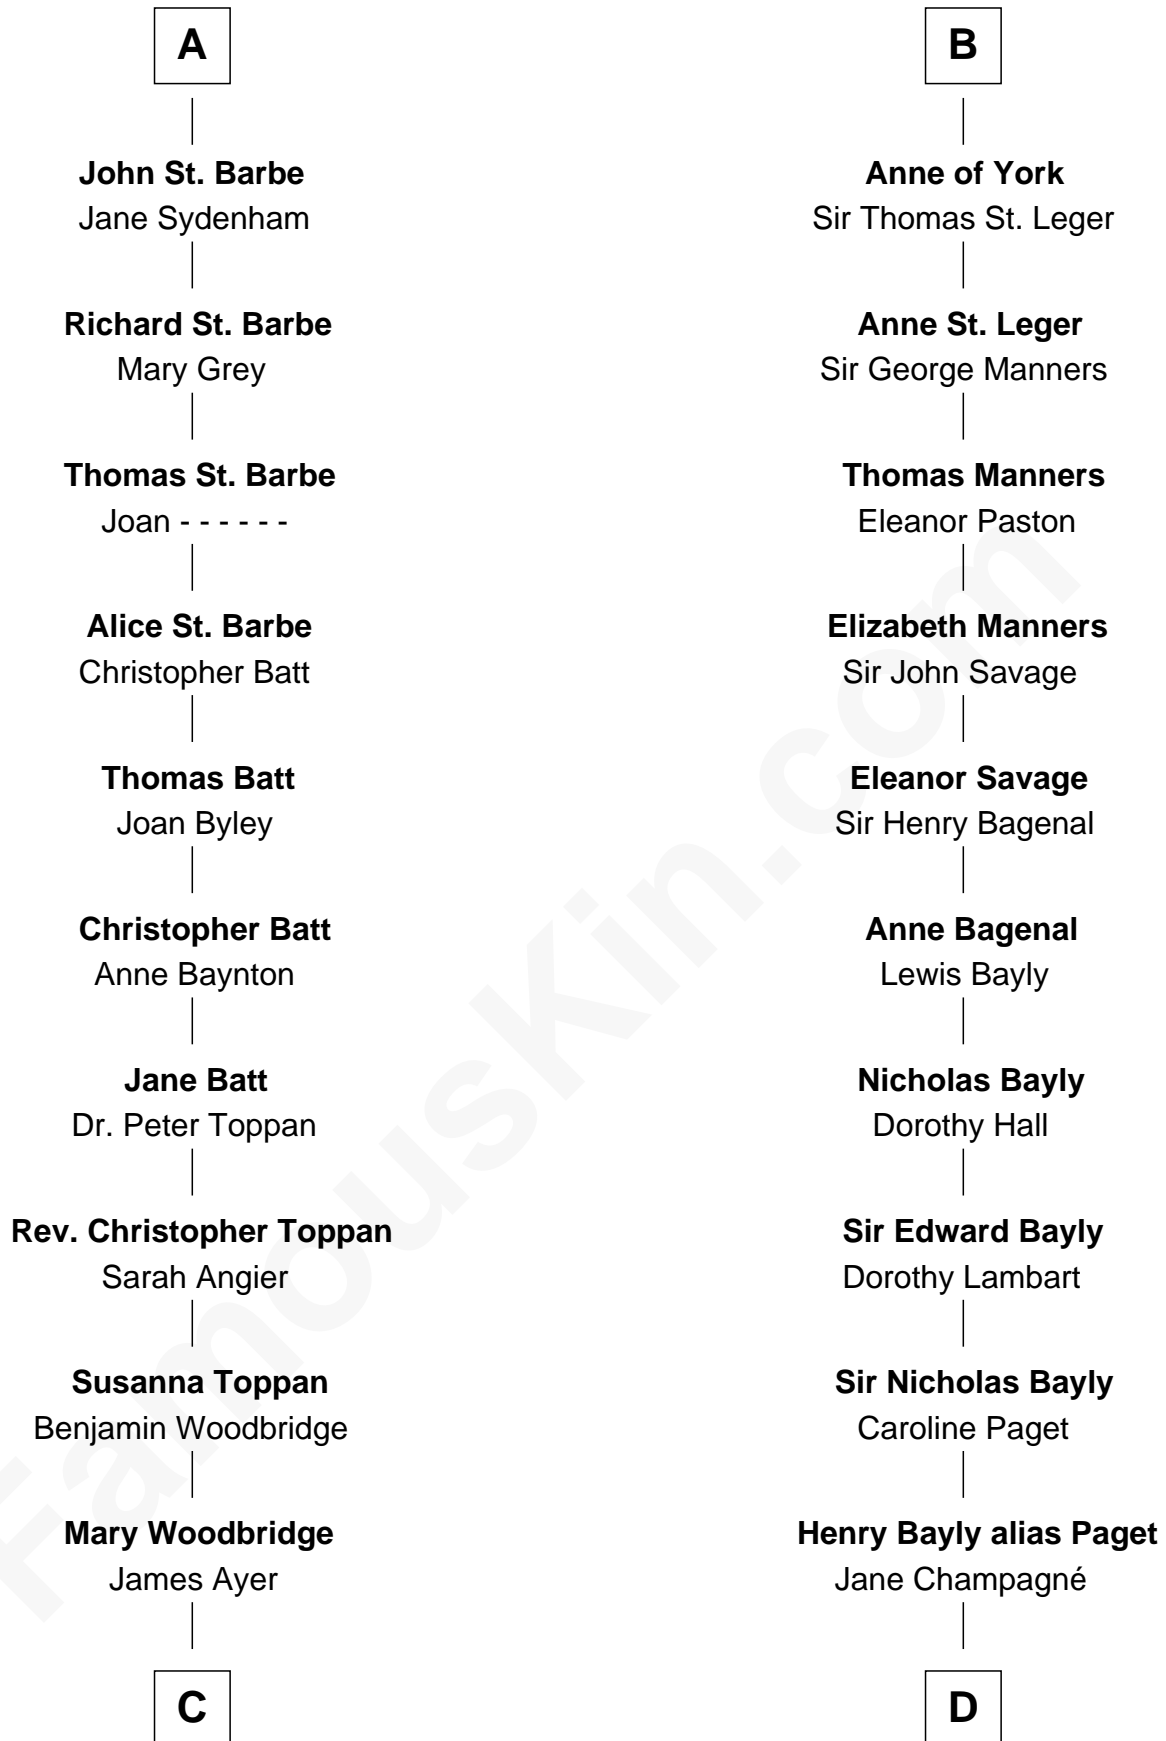 A
John St. Barbe
Jane Sydenham
Richard St. Barbe
Mary Grey
Thomas St. Barbe
Joan - - - - - -
Alice St. Barbe
Christopher Batt
Thomas Batt
Joan Byley
Christopher Batt
Anne Baynton
Jane Batt
Dr. Peter Toppan
Rev. Christopher Toppan
Sarah Angier
Susanna Toppan
Benjamin Woodbridge
Mary Woodbridge
James Ayer
C
B
Anne of York
Sir Thomas St. Leger
Anne St. Leger
Sir George Manners
Thomas Manners
Eleanor Paston
Elizabeth Manners
Sir John Savage
Eleanor Savage
Sir Henry Bagenal
Anne Bagenal
Lewis Bayly
Nicholas Bayly
Dorothy Hall
Sir Edward Bayly
Dorothy Lambart
Sir Nicholas Bayly
Caroline Paget
Henry Bayly alias Paget
Jane Champagné
D
FamousKin.com